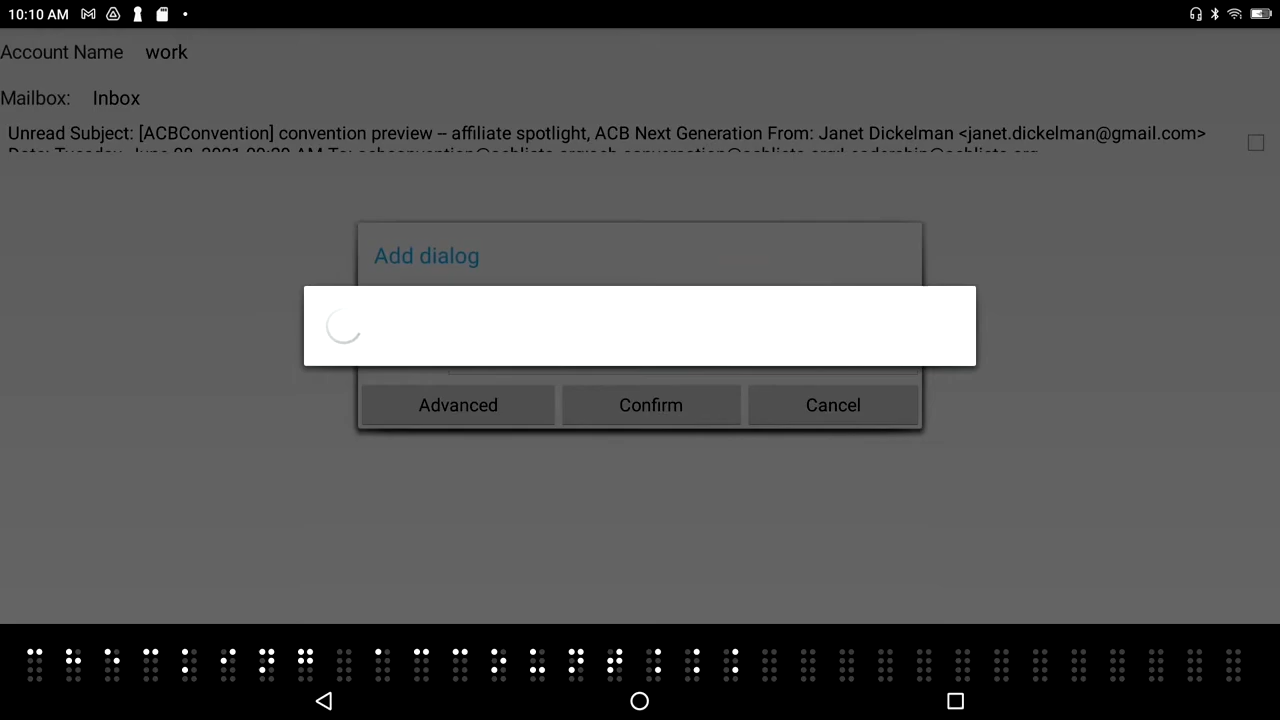 10:10 AM
Account Name work
Mailbox: Inbox
Unread Subject: [ACBConvention] convention preview -- affiliate spotlight, ACB Next Generation From: Janet Dickelman <janet.dickelman@gmail.com>
Add dialog
Advanced Confirm Cancel